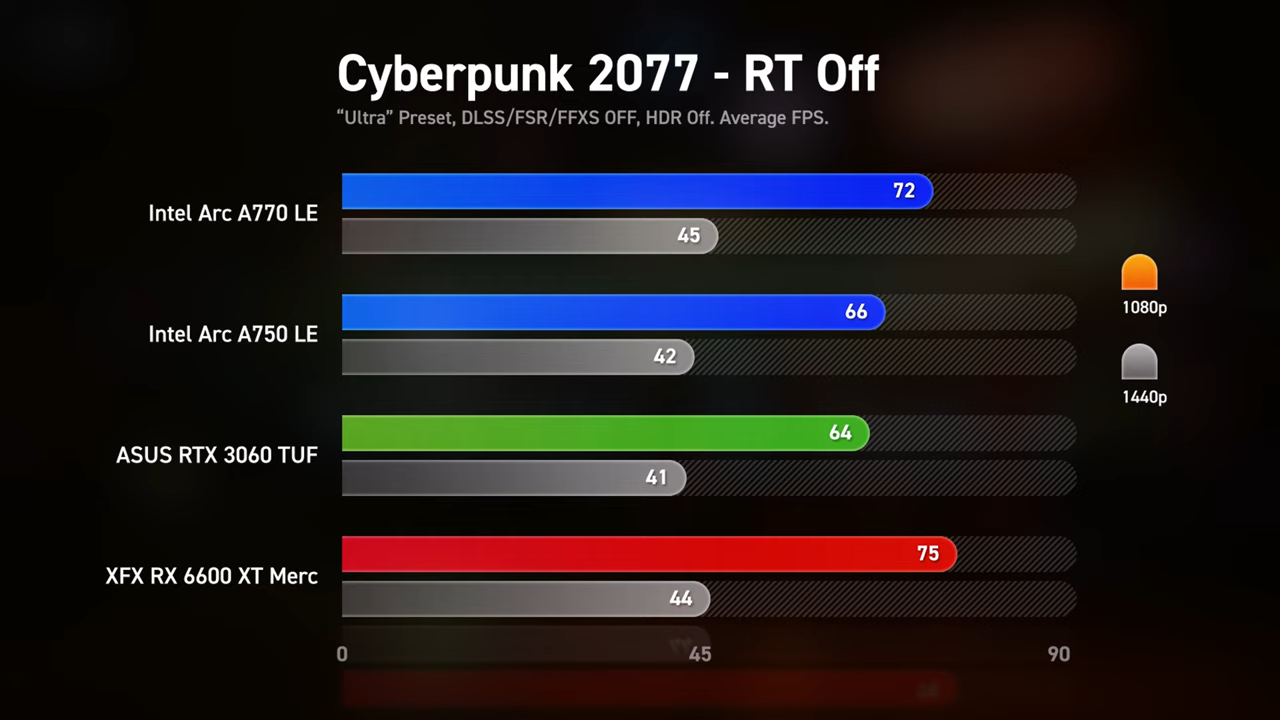 Cyberpunk 2077 - RT Off
“Ultra” Preset, DLSS/FSR/FFXS OFF, HDR Off. Average FPS.
Intel Arc A770 LE
72
45
Intel Arc A750 LE
66
42
ASUS RTX 3060 TUF
64
41
XFX RX 6600 XT Merc
75
44
0
45
90
1080p
1440p